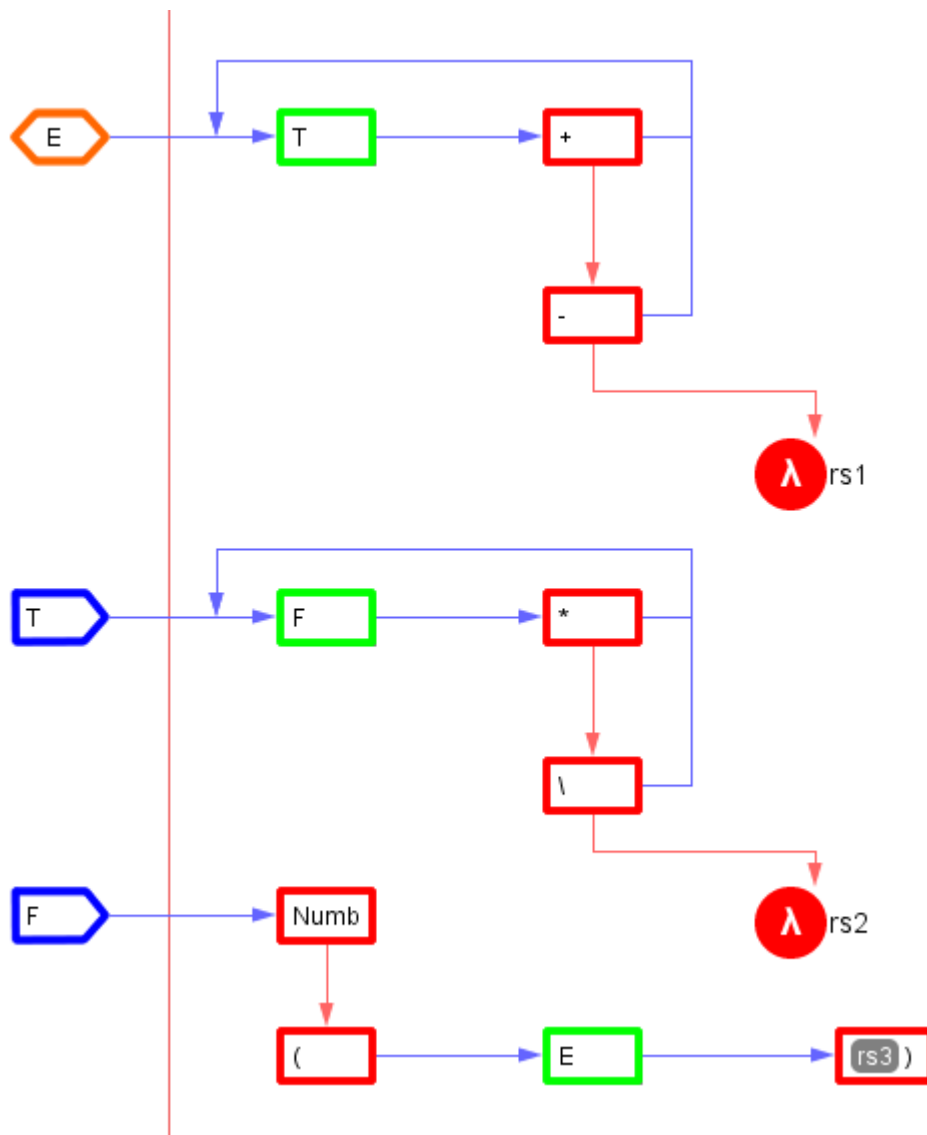 E T +
-
λ rs1
T F *
\
F Numb λ rs2
( E rs3 )